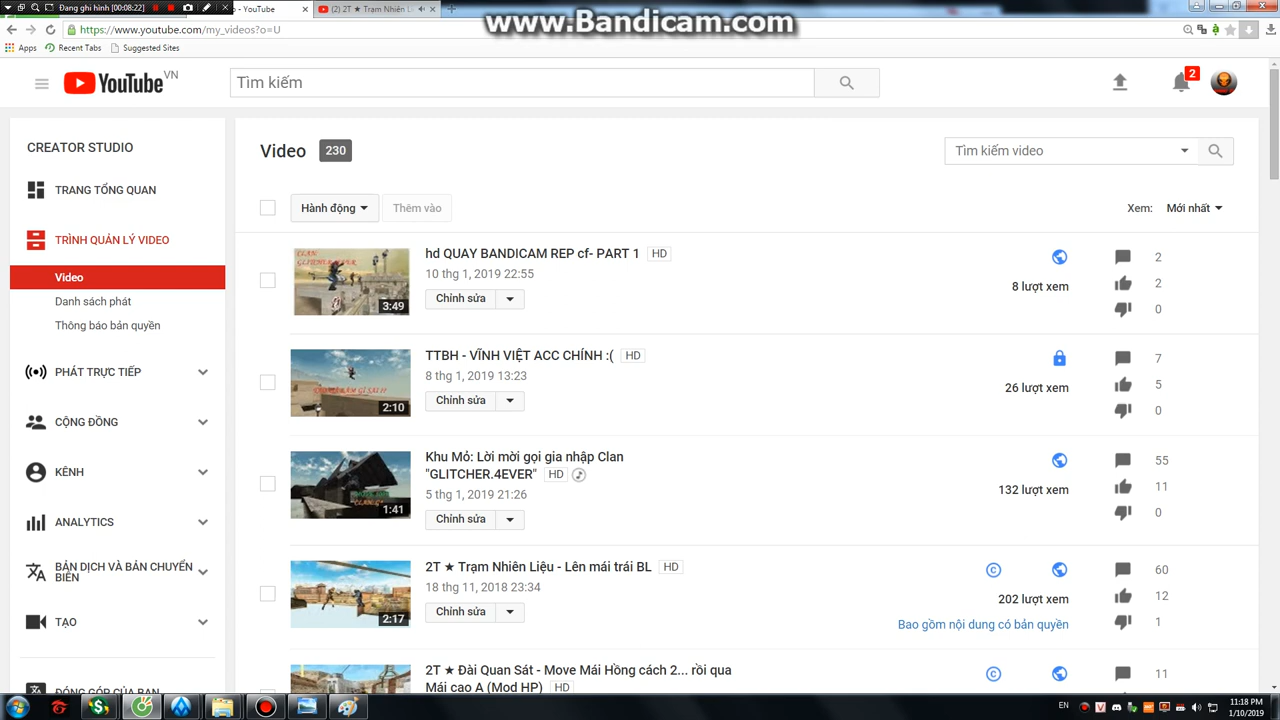 Đang ghi hình [00:08:22]
- YouTube
(2) 2T ★ Trạm Nhiên Li
www.Bandicam.com
https://www.youtube.com/my_videos?o=U
Apps
Recent Tabs
Suggested Sites
YouTube VN
Tìm kiếm
2
CREATOR STUDIO
TRANG TỔNG QUAN
TRÌNH QUẢN LÝ VIDEO
Video
Danh sách phát
Thông báo bản quyền
PHÁT TRỰC TIẾP
CỘNG ĐỒNG
KÊNH
ANALYTICS
BẢN DỊCH VÀ BẢN CHUYỂN
BIÊN
TẠO
ĐÓNG GÓP CỦA BẠN
Video 230
Tìm kiếm video
Hành động
Thêm vào
Xem: Mới nhất
3:49
hd QUAY BANDICAM REP cf- PART 1 HD
10 thg 1, 2019 22:55
Chỉnh sửa
8 lượt xem
2
2
0
2:10
TTBH - VĨNH VIỆT ACC CHÍNH :( HD
8 thg 1, 2019 13:23
Chỉnh sửa
26 lượt xem
7
5
0
1:41
Khu Mỏ: Lời mời gọi gia nhập Clan
"GLITCHER.4EVER" HD
5 thg 1, 2019 21:26
Chỉnh sửa
132 lượt xem
55
11
0
2:17
2T ★ Trạm Nhiên Liệu - Lên mái trái BL HD
18 thg 11, 2018 23:34
Chỉnh sửa
202 lượt xem
Bao gồm nội dung có bản quyền
60
12
1
2T ★ Đài Quan Sát - Move Mái Hồng cách 2... rồi qua
Mái cao A (Mod HP) HD
11
EN
11:18 PM
1/10/2019